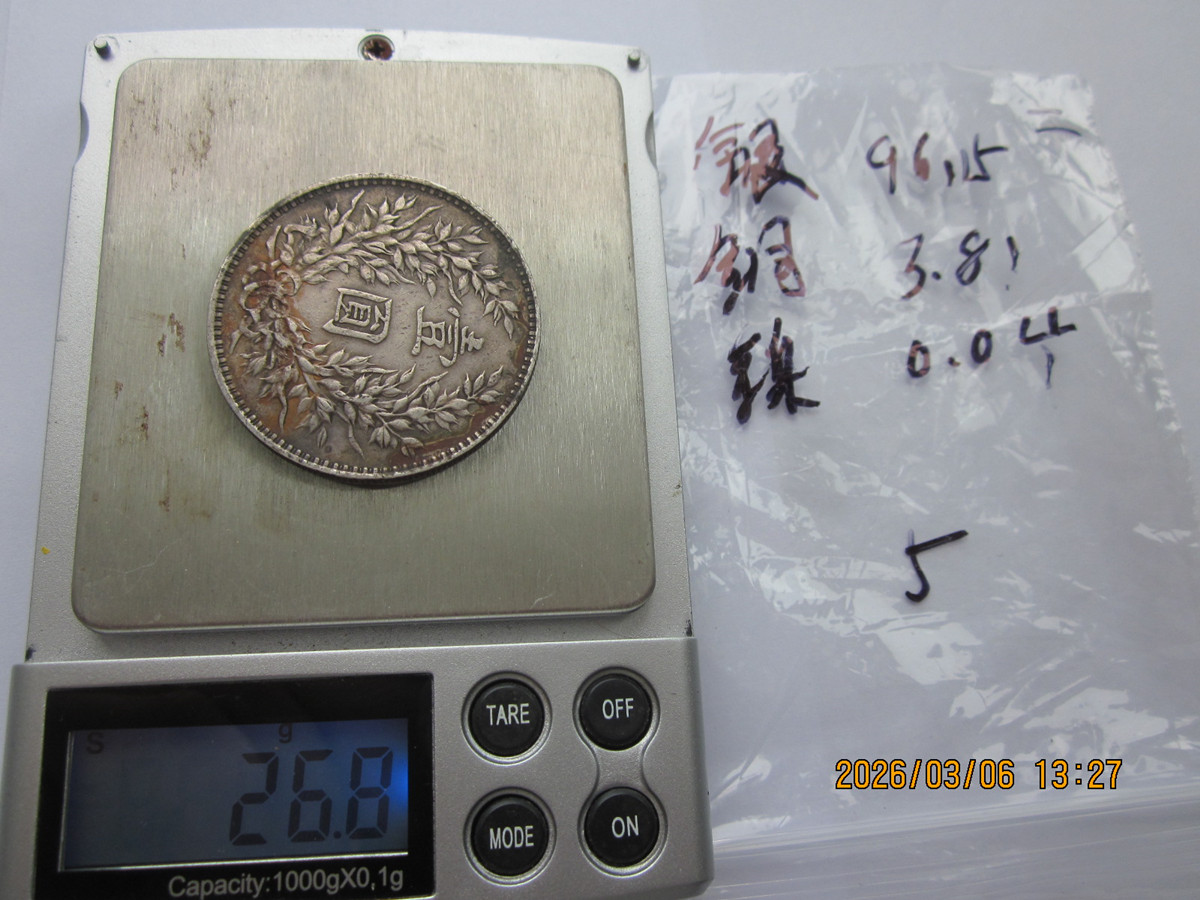 壹
圓
銀 96.15
銅 3.81
镍 0.04
5
TARE
OFF
MODE
ON
S
g
26.8
Capacity:1000gX0,1g
2026/03/06 13:27